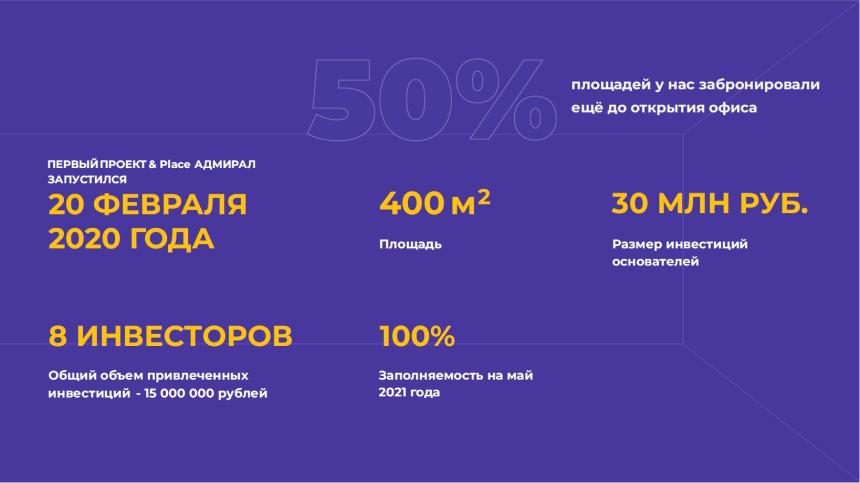 50%
площадей у нас забронировали
ещё до открытия офиса
ПЕРВЫЙ ПРОЕКТ & Place АДМИРАЛ
ЗАПУСТИЛСЯ
20 ФЕВРАЛЯ
2020 ГОДА
400 м²
Площадь
30 МЛН РУБ.
Размер инвестиций
основателей
8 ИНВЕСТОРОВ
Общий объем привлеченных
инвестиций - 15 000 000 рублей
100%
Заполняемость на май
2021 года